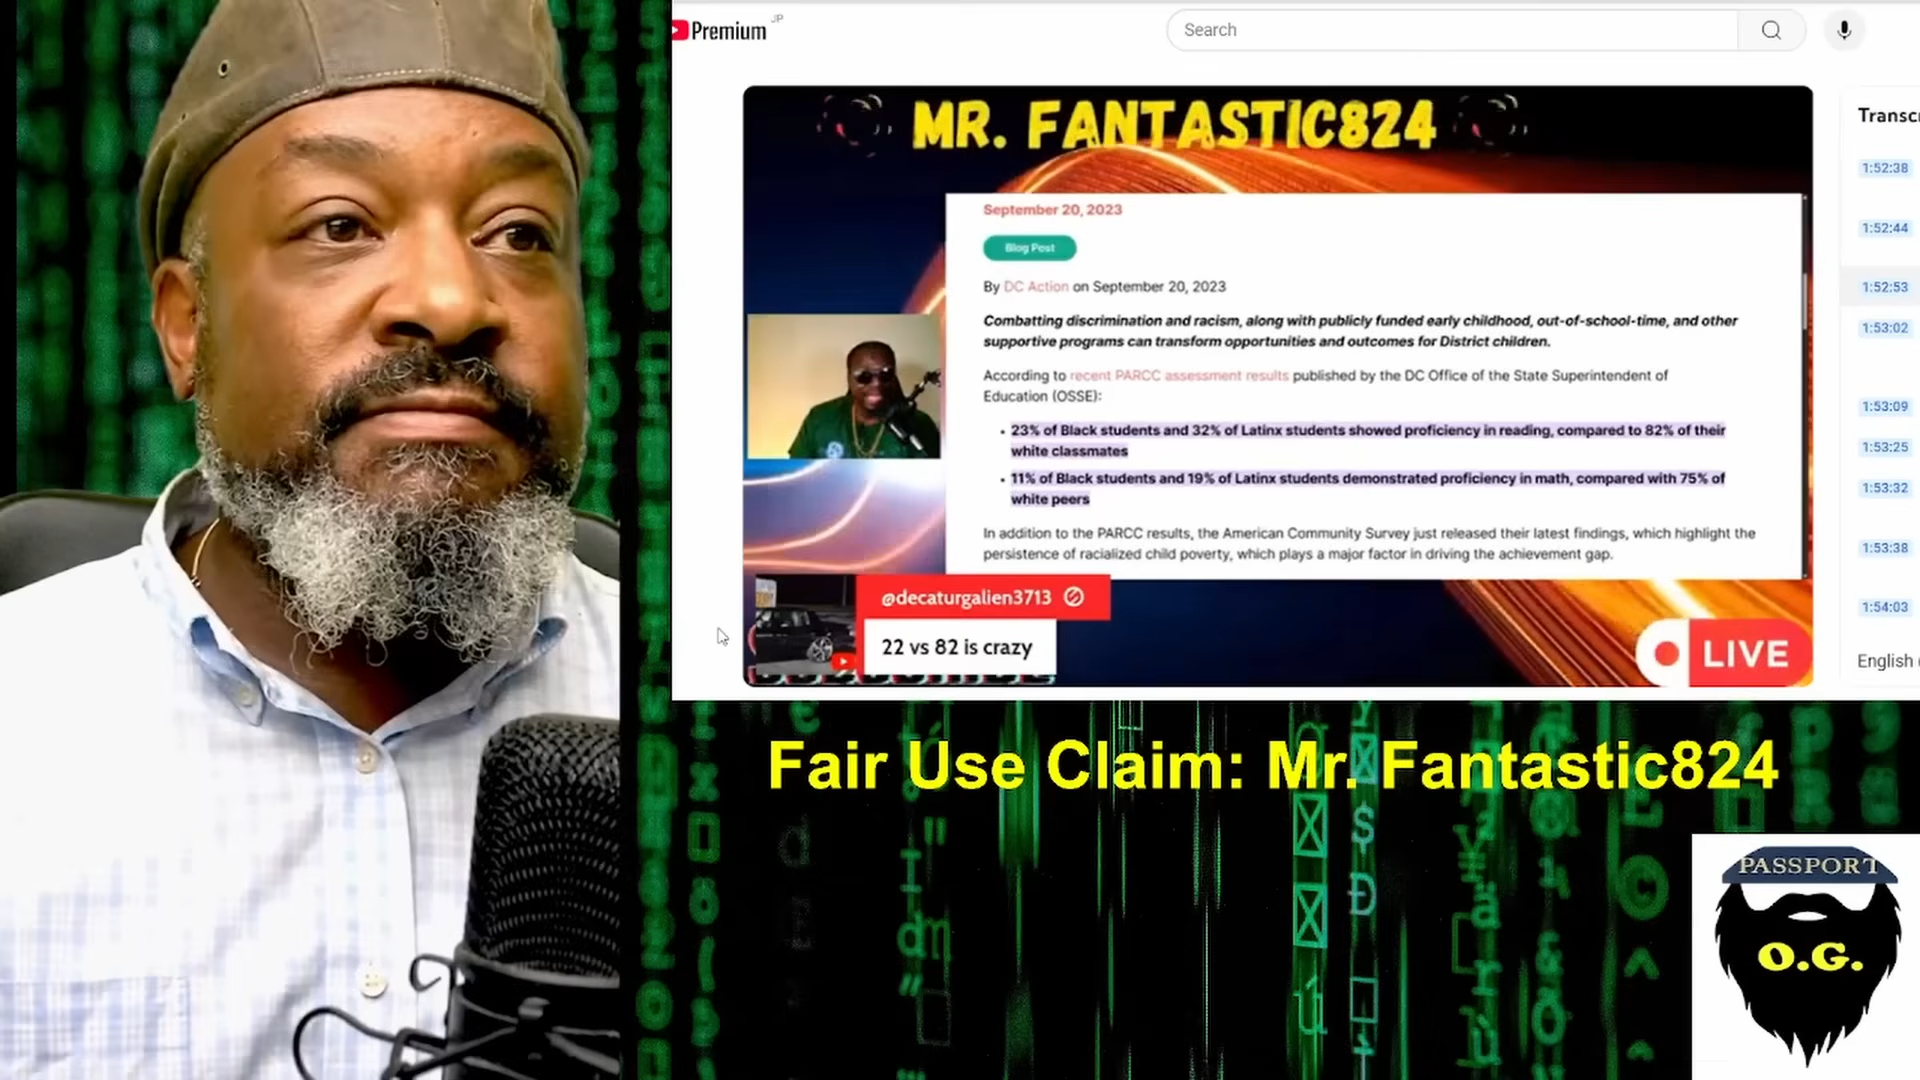 Premium JP
Search
MR. FANTASTIC824
September 20, 2023
Blog Post
By DC Action on September 20, 2023
Combatting discrimination and racism, along with publicly funded early childhood, out-of-school-time, and other
supportive programs can transform opportunities and outcomes for District children.
According to recent PARCC assessment results published by the DC Office of the State Superintendent of
Education (OSSE):
• 23% of Black students and 32% of Latinx students showed proficiency in reading, compared to 82% of their
white classmates
• 11% of Black students and 19% of Latinx students demonstrated proficiency in math, compared with 75% of
white peers
In addition to the PARCC results, the American Community Survey just released their latest findings, which highlight the
persistence of racialized child poverty, which plays a major factor in driving the achievement gap.
@decaturgalien3713
22 vs 82 is crazy
LIVE
Transc
1:52:38
1:52:44
1:52:53
1:53:02
1:53:09
1:53:25
1:53:32
1:53:38
1:54:03
English
Fair Use Claim: Mr. Fantastic824
PASSPORT
O.G.